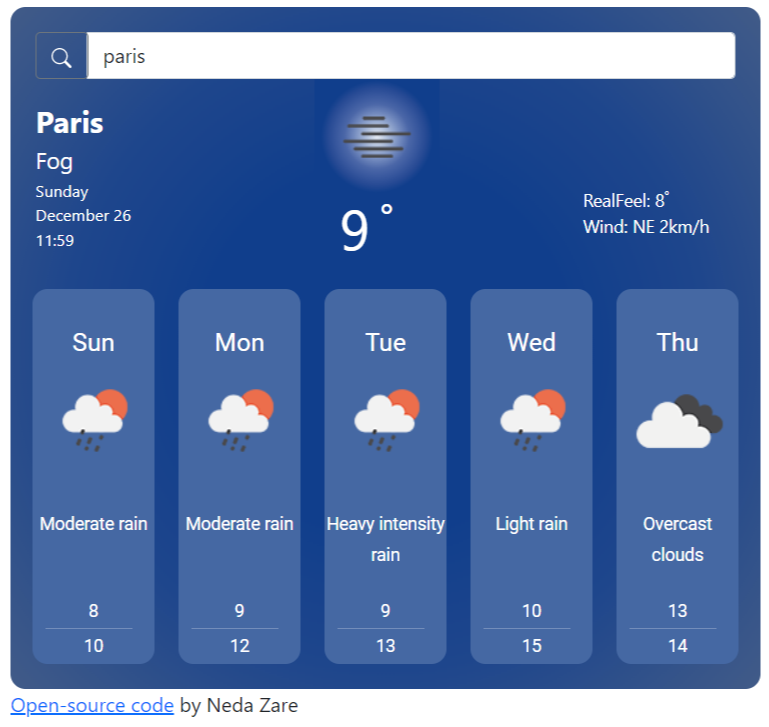 paris
Paris
Fog
Sunday
December 26
11:59
9°
RealFeel: 8°
Wind: NE 2km/h
Sun
Moderate rain
8
10
Mon
Moderate rain
9
12
Tue
Heavy intensity
rain
9
13
Wed
Light rain
10
15
Thu
Overcast
clouds
13
14
Open-source code by Neda Zare